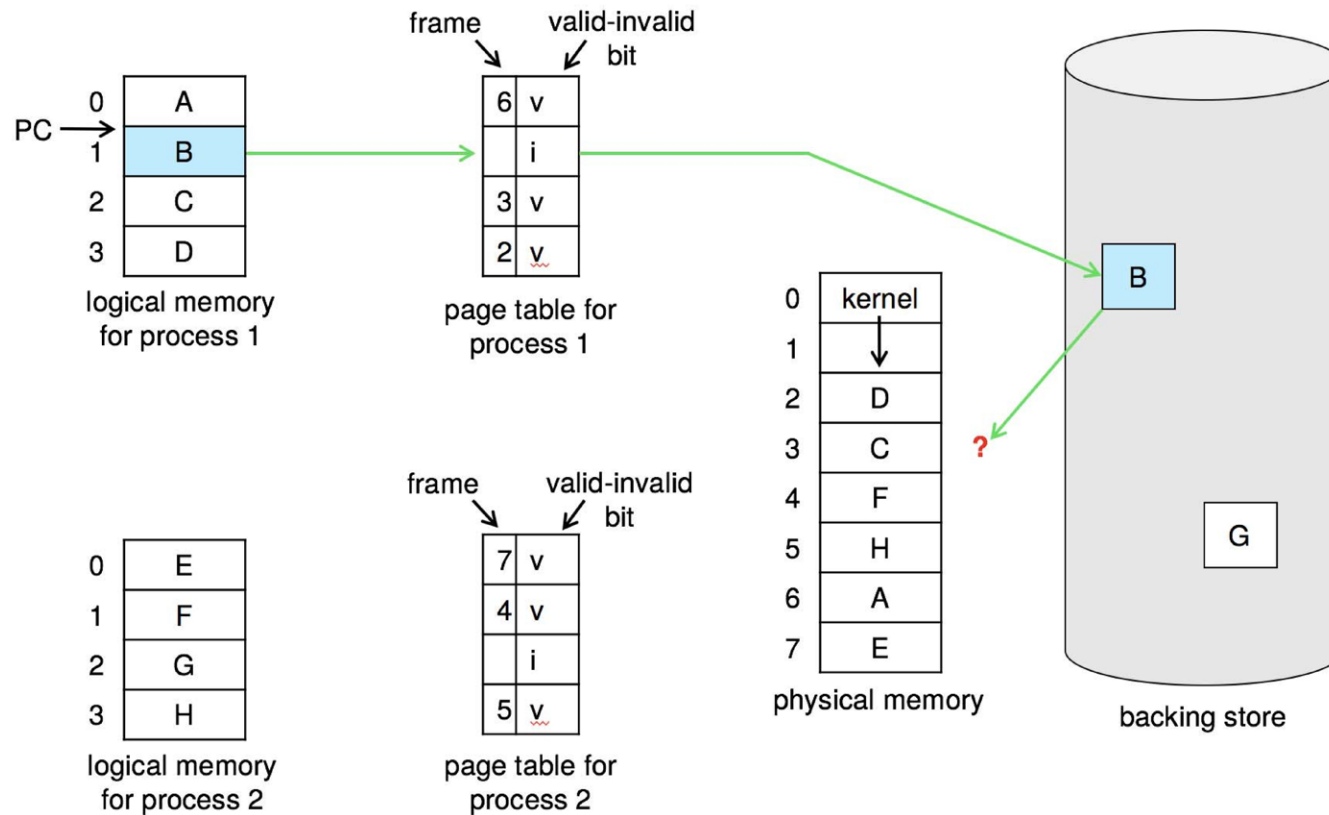 frame
valid-invalid
bit
PC
0 A
1 B
2 C
3 D
logical memory
for process 1
6 v
i
3 v
2 v
page table for
process 1
0 kernel
1
2 D
3 C
4 F
5 H
6 A
7 E
physical memory
?
B
G
backing store
0 E
1 F
2 G
3 H
logical memory
for process 2
frame
valid-invalid
bit
7 v
4 v
i
5 v
page table for
process 2